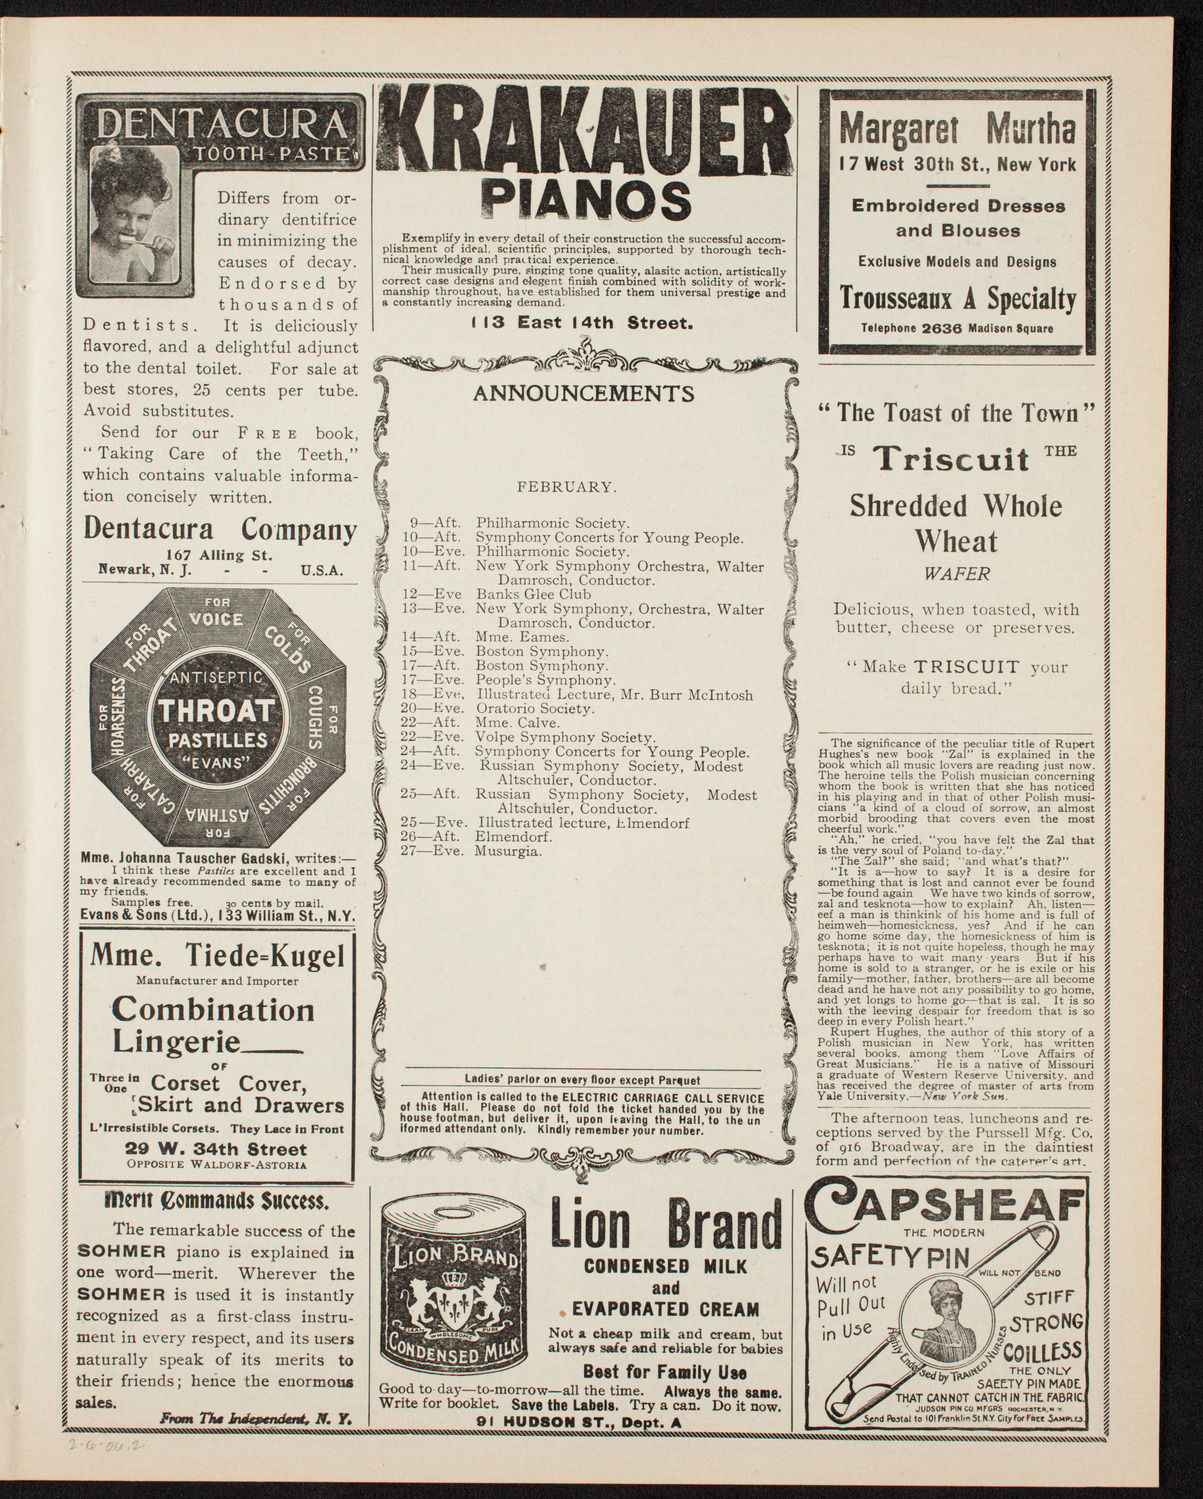 DENTACURA
TOOTH-PASTE
Differs from or-
dinary dentifrice
in minimizing the
causes of decay.
Endorsed by
thousands of
Dentists. It is deliciously
flavored, and a delightful adjunct
to the dental toilet. For sale at
best stores, 25 cents per tube.
Avoid substitutes.
Send for our FREE book,
"Taking Care of the Teeth,"
which contains valuable informa-
tion concisely written.
Dentacura Company
167 Alling St.
Newark, N. J. - - U.S.A.
FOR VOICE
FOR COLDS
FOR COUGHS
FOR BRONCHITIS
FOR ASTHMA
FOR CATARRH
FOR HOARSENESS
FOR THROAT
ANTISEPTIC
THROAT
PASTILLES
"EVANS"
Mme. Johanna Tauscher Gadski, writes:—
I think these Pastiles are excellent and I
have already recommended same to many of
my friends.
Samples free. 30 cents by mail.
Evans & Sons (Ltd.), 133 William St., N.Y.
Mme. Tiede=Kugel
Manufacturer and Importer
Combination
Lingerie
OF
Three in One Corset Cover,
Skirt and Drawers
L'Irresistible Corsets. They Lace in Front
29 W. 34th Street
OPPOSITE WALDORF-ASTORIA
Merit Commands Success.
The remarkable success of the
SOHMER piano is explained in
one word—merit. Wherever the
SOHMER is used it is instantly
recognized as a first-class instru-
ment in every respect, and its users
naturally speak of its merits to
their friends; hence the enormous
sales.
From The Independent, N. Y.
2-6-06.2
KRAKAUER
PIANOS
Exemplify in every detail of their construction the successful accom-
plishment of ideal, scientific principles, supported by thorough tech-
nical knowledge and practical experience.
Their musically pure, singing tone quality, alasitc action, artistically
correct case designs and elegent finish combined with solidity of work-
manship throughout, have established for them universal prestige and
a constantly increasing demand.
113 East 14th Street.
ANNOUNCEMENTS
FEBRUARY.
9—Aft. Philharmonic Society.
10—Aft. Symphony Concerts for Young People.
10—Eve. Philharmonic Society.
11—Aft. New York Symphony Orchestra, Walter
Damrosch, Conductor.
12—Eve Banks Glee Club
13—Eve. New York Symphony, Orchestra, Walter
Damrosch, Conductor.
14—Aft. Mme. Eames.
15—Eve. Boston Symphony.
17—Aft. Boston Symphony.
17—Eve. People's Symphony.
18—Eve, Illustrated Lecture, Mr. Burr McIntosh
20—Eve. Oratorio Society.
22—Aft. Mme. Calve.
22—Eve. Volpe Symphony Society.
24—Aft. Symphony Concerts for Young People.
24—Eve. Russian Symphony Society, Modest
Altschuler, Conductor.
25—Aft. Russian Symphony Society, Modest
Altschuler, Conductor.
25—Eve. Illustrated lecture, Elmendorf
26—Aft. Elmendorf.
27—Eve. Musurgia.
Ladies' parlor on every floor except Parquet
Attention is called to the ELECTRIC CARRIAGE CALL SERVICE
of this Hall. Please do not fold the ticket handed you by the
house footman, but deliver it, upon leaving the Hall, to the un
iformed attendant only. Kindly remember your number.
LION BRAND
WHOLESOME PURE
CONDENSED MILK
Lion Brand
CONDENSED MILK
and
EVAPORATED CREAM
Not a cheap milk and cream, but
always safe and reliable for babies
Best for Family Use
Good to day—to-morrow—all the time. Always the same.
Write for booklet. Save the Labels. Try a can. Do it now.
91 HUDSON ST., Dept. A
Margaret Murtha
17 West 30th St., New York
Embroidered Dresses
and Blouses
Exclusive Models and Designs
Trousseaux A Specialty
Telephone 2636 Madison Square
"The Toast of the Town"
IS Triscuit THE
Shredded Whole
Wheat
WAFER
Delicious, when toasted, with
butter, cheese or preserves.
"Make TRISCUIT your
daily bread."
The significance of the peculiar title of Rupert
Hughes's new book "Zal" is explained in the
book which all music lovers are reading just now.
The heroine tells the Polish musician concerning
whom the book is written that she has noticed
in his playing and in that of other Polish musi-
cians "a kind of a cloud of sorrow, an almost
morbid brooding that covers even the most
cheerful work."
"Ah," he cried, "you have felt the Zal that
is the very soul of Poland to-day."
"The Zal?" she said; "and what's that?"
"It is a—how to say? It is a desire for
something that is lost and cannot ever be found
—be found again We have two kinds of sorrow,
zal and tesknota—how to explain? Ah, listen—
eef a man is thinkink of his home and is full of
heimweh—homesickness, yes? And if he can
go home some day, the homesickness of him is
tesknota; it is not quite hopeless, though he may
perhaps have to wait many years But if his
home is sold to a stranger, or he is exile or his
family—mother, father, brothers—are all become
dead and he have not any possibility to go home,
and yet longs to home go—that is zal. It is so
with the leeving despair for freedom that is so
deep in every Polish heart."
Rupert Hughes, the author of this story of a
Polish musician in New York, has written
several books, among them "Love Affairs of
Great Musicians." He is a native of Missouri
a graduate of Western Reserve University, and
has received the degree of master of arts from
Yale University.—New York Sun.
The afternoon teas, luncheons and re-
ceptions served by the Purssell Mfg. Co,
of 916 Broadway, are in the daintiest
form and perfection of the caterer's art.
CAPSHEAF
THE MODERN
SAFETY PIN
WILL NOT BEND
Will not
Pull Out
in Use
STIFF
STRONG
COILLESS
Highly Endorsed by TRAINED NURSES
THE ONLY
SAFETY PIN MADE
THAT CANNOT CATCH IN THE FABRIC.
JUDSON PIN CO. MFGRS ROCHESTER, N. Y.
Send Postal to 101 Franklin St. N.Y. City for FREE SAMPLES.